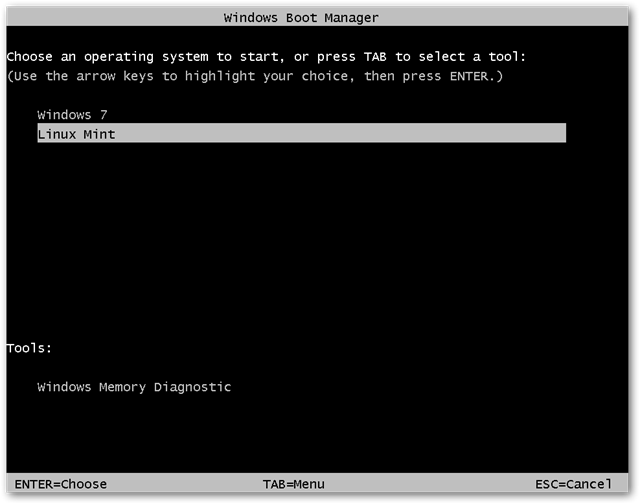 Windows Boot Manager
Choose an operating system to start, or press TAB to select a tool:
(Use the arrow keys to highlight your choice, then press ENTER.)
Windows 7
Linux Mint
Tools:
Windows Memory Diagnostic
ENTER=Choose TAB=Menu ESC=Cancel